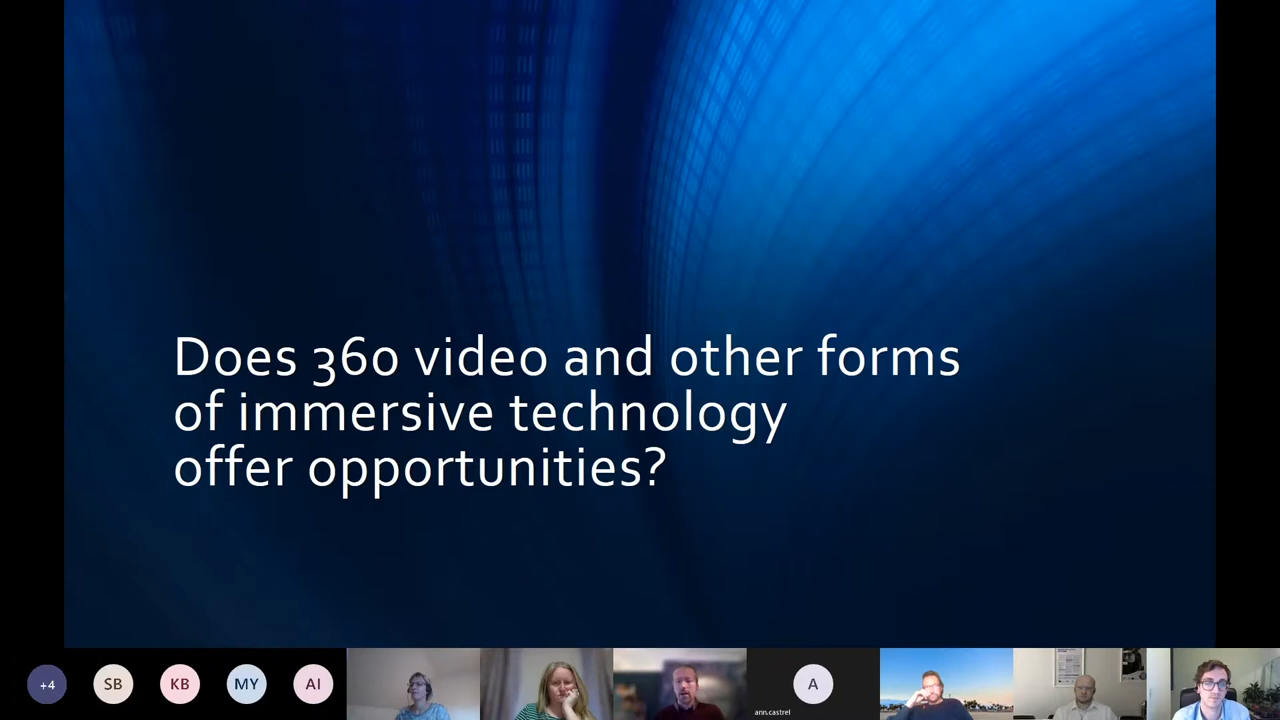 Does 360 video and other forms
of immersive technology
offer opportunities?
+4
SB
KB
MY
AI
A
ann.castrel